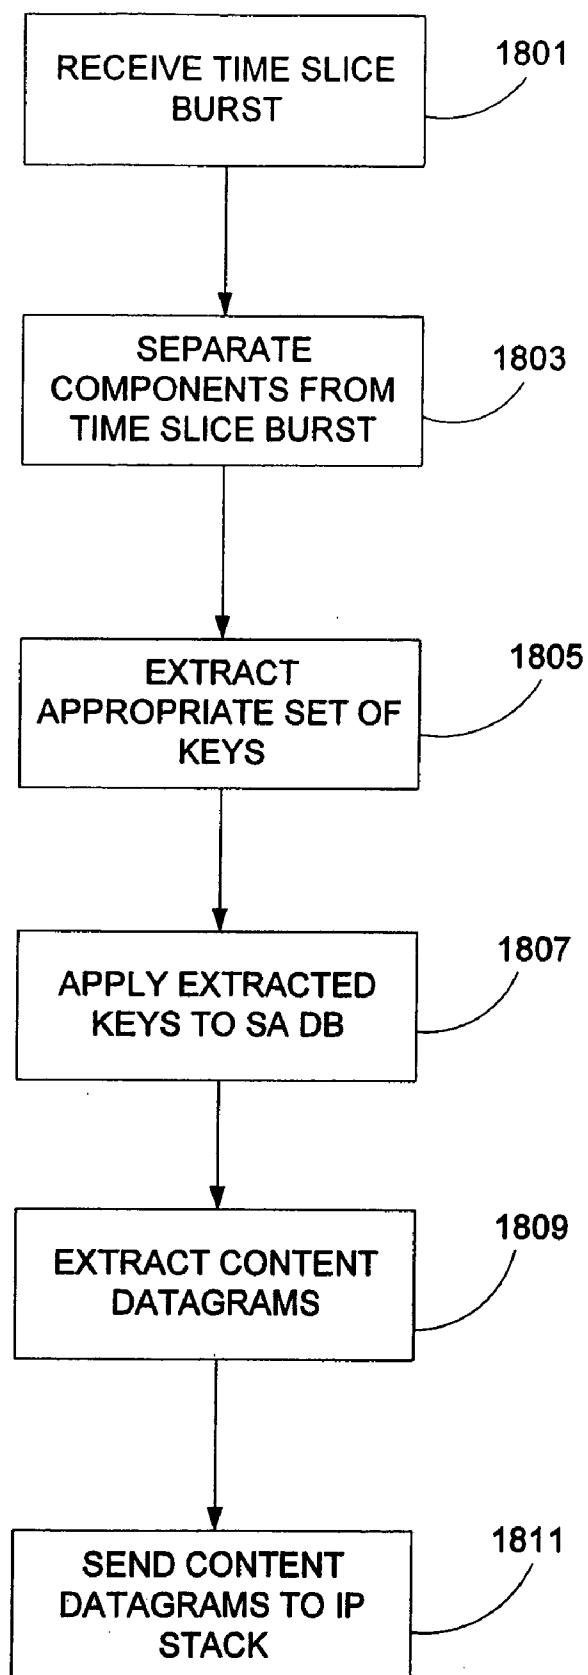 RECEIVE TIME SLICE
BURST
1801
SEPARATE
COMPONENTS FROM
TIME SLICE BURST
1803
EXTRACT
APPROPRIATE SET OF
KEYS
1805
APPLY EXTRACTED
KEYS TO SA DB
1807
EXTRACT CONTENT
DATAGRAMS
1809
SEND CONTENT
DATAGRAMS TO IP
STACK
1811